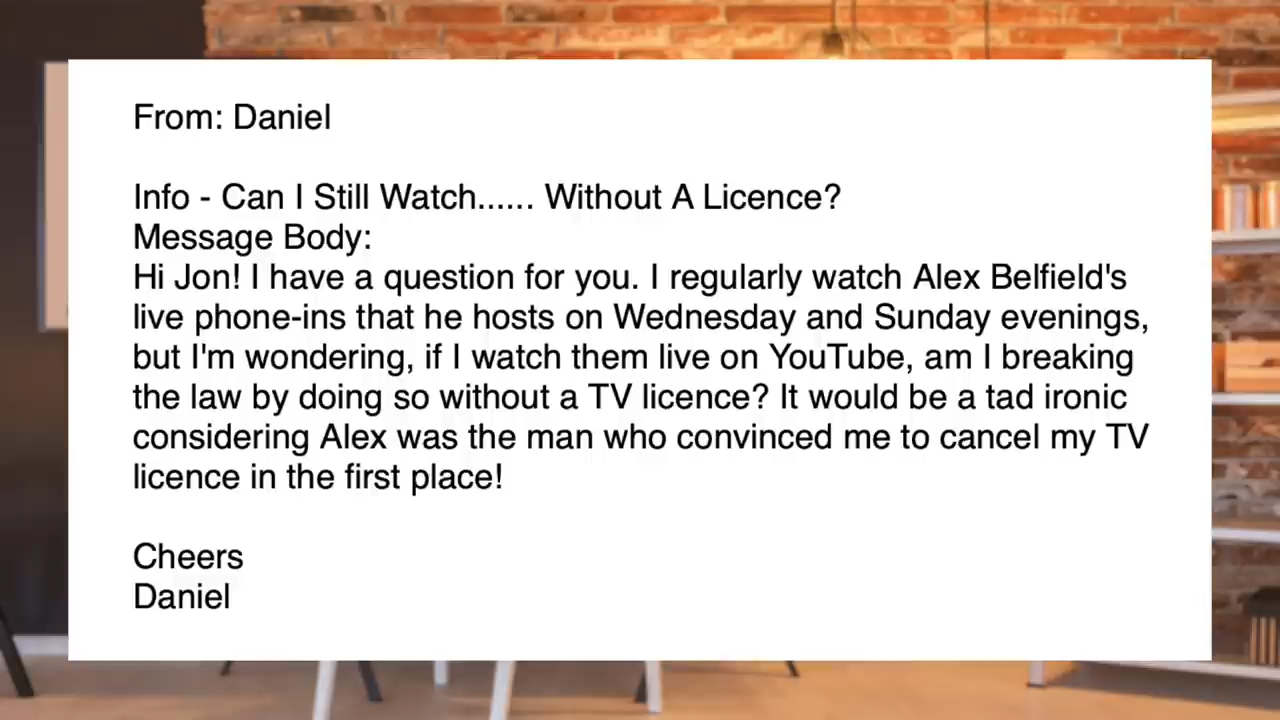 From: Daniel
Info - Can I Still Watch...... Without A Licence?
Message Body:
Hi Jon! I have a question for you. I regularly watch Alex Belfield's
live phone-ins that he hosts on Wednesday and Sunday evenings,
but I'm wondering, if I watch them live on YouTube, am I breaking
the law by doing so without a TV licence? It would be a tad ironic
considering Alex was the man who convinced me to cancel my TV
licence in the first place!
Cheers
Daniel